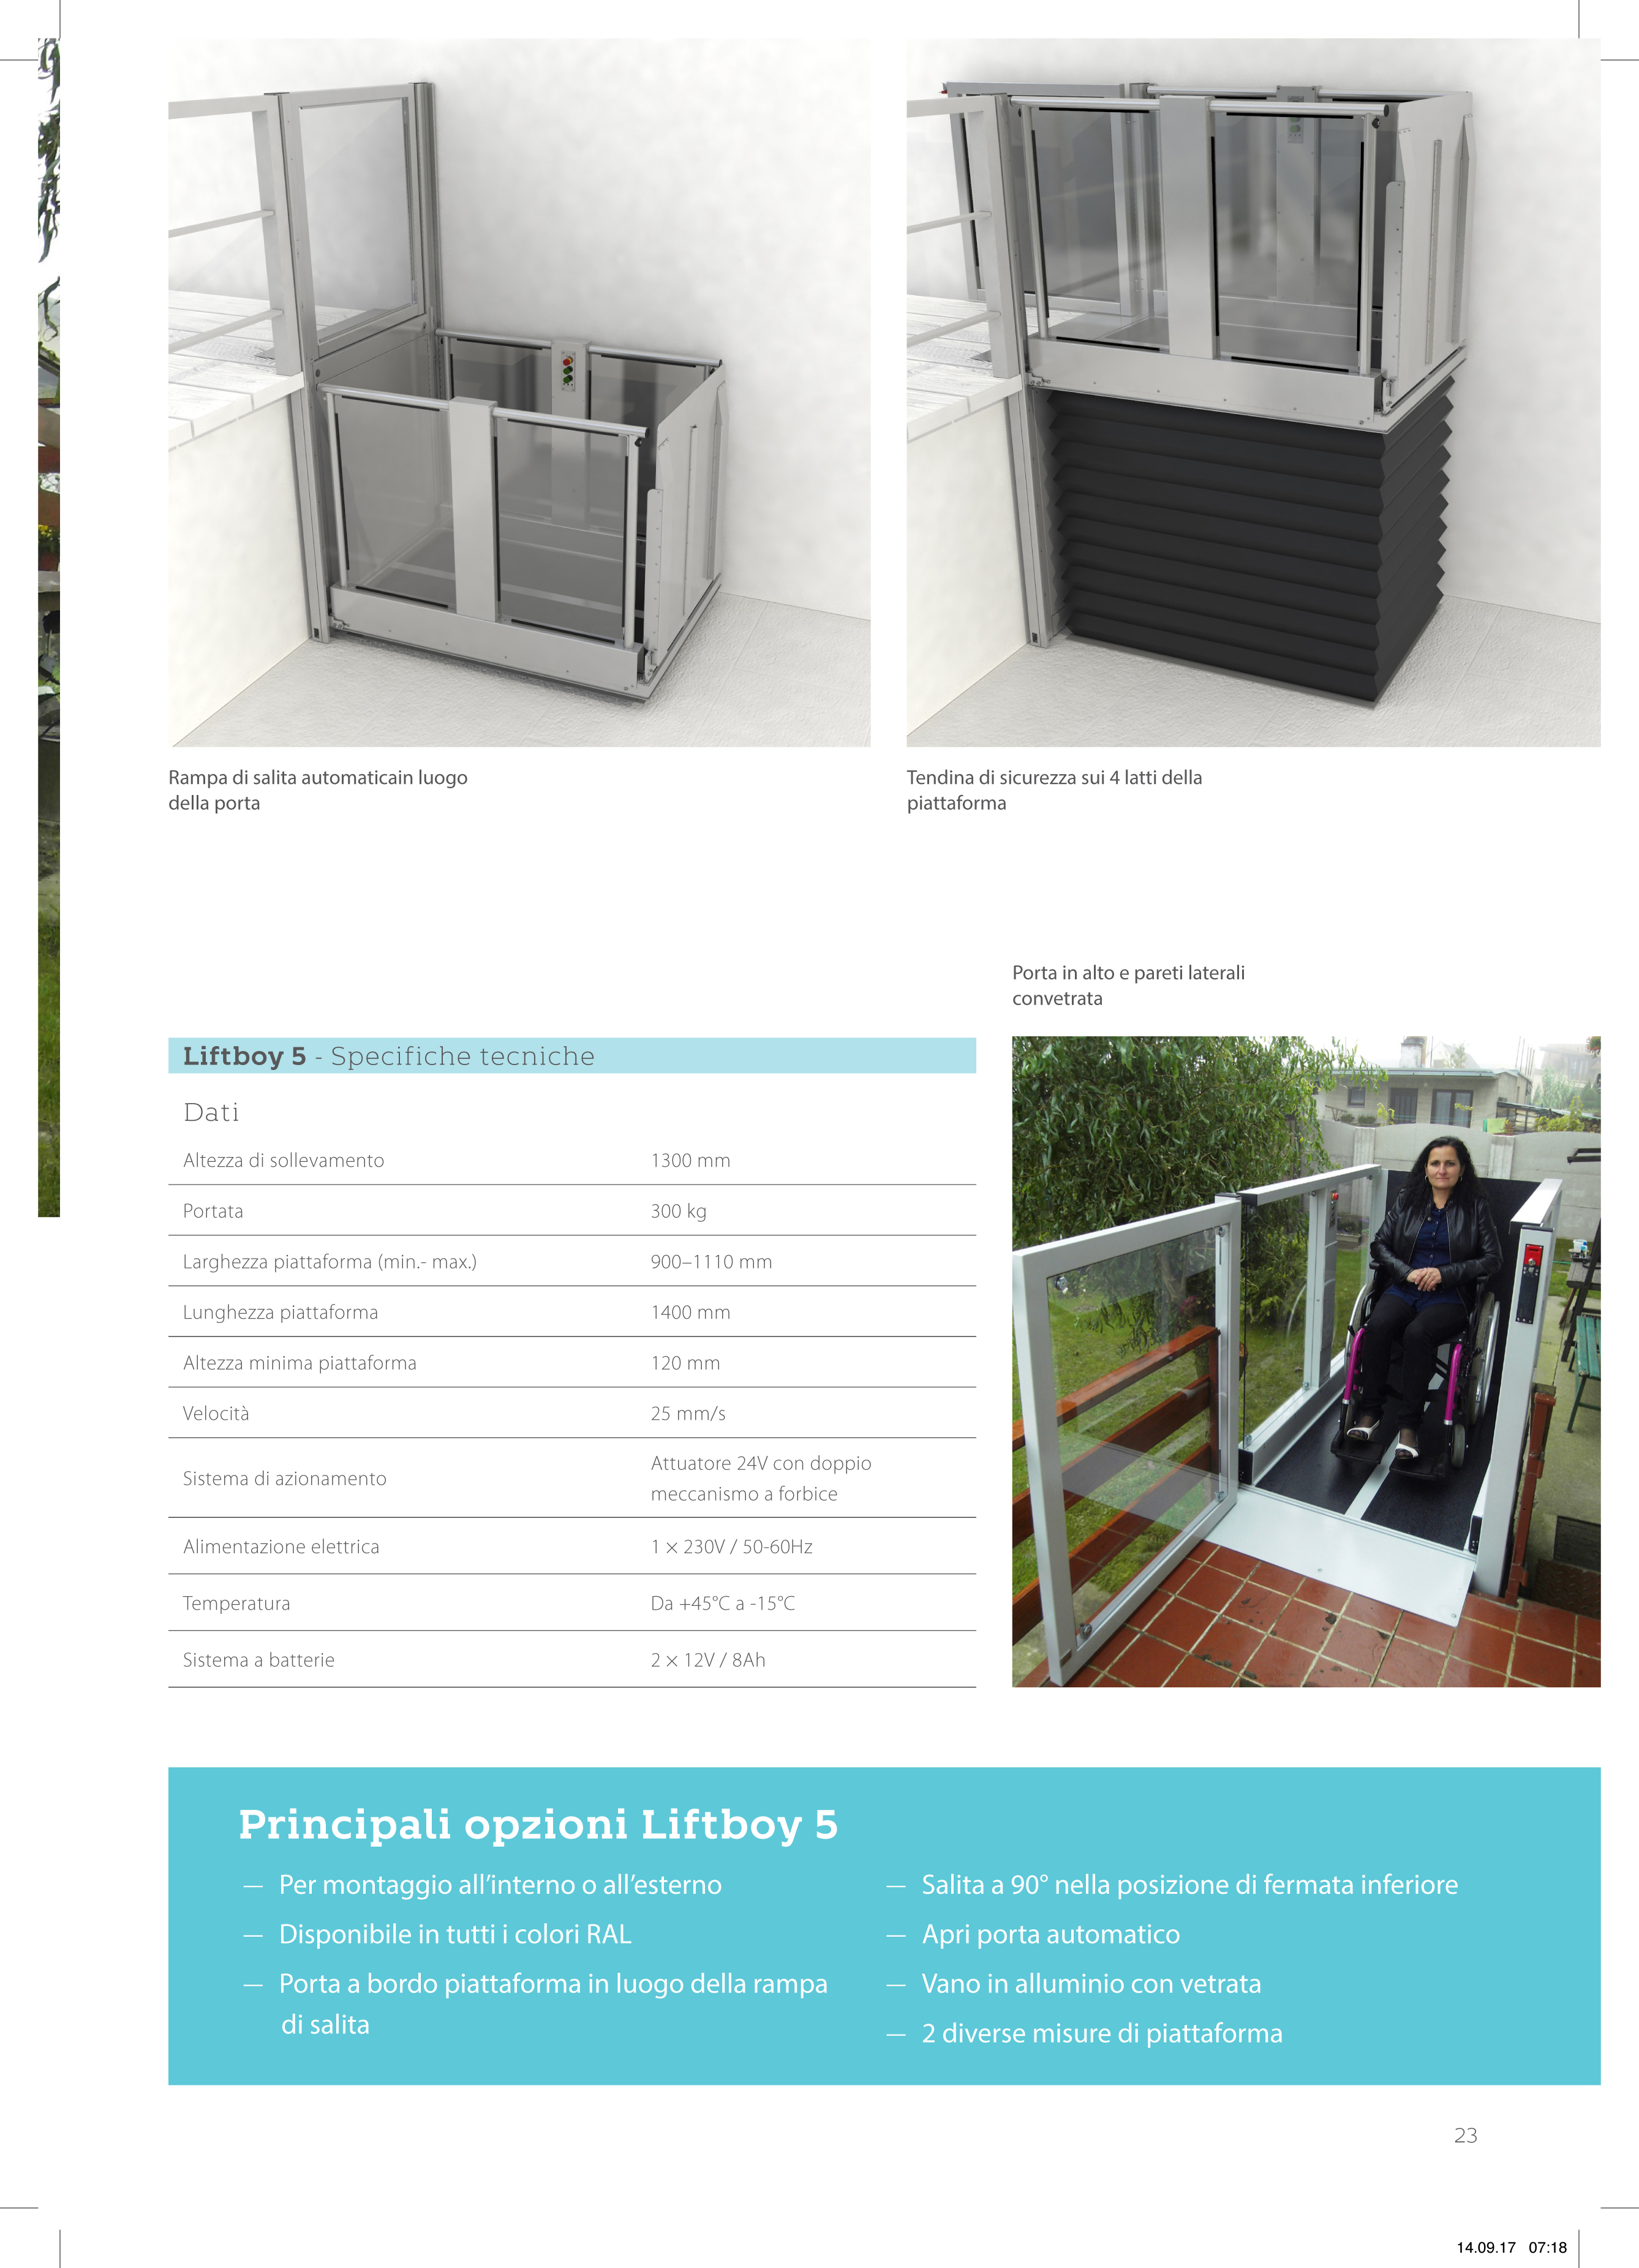 Rampa di salita automaticain luogo
della porta
Tendina di sicurezza sui 4 latti della
piattaforma
Porta in alto e pareti laterali
convetrata
Liftboy 5 - Specifiche tecniche
Dati
Altezza di sollevamento 1300 mm
Portata 300 kg
Larghezza piattaforma (min.- max.) 900–1110 mm
Lunghezza piattaforma 1400 mm
Altezza minima piattaforma 120 mm
Velocità 25 mm/s
Sistema di azionamento Attuatore 24V con doppio
meccanismo a forbice
Alimentazione elettrica 1 × 230V / 50-60Hz
Temperatura Da +45°C a -15°C
Sistema a batterie 2 × 12V / 8Ah
Principali opzioni Liftboy 5
— Per montaggio all’interno o all’esterno
— Disponibile in tutti i colori RAL
— Porta a bordo piattaforma in luogo della rampa
di salita
— Salita a 90° nella posizione di fermata inferiore
— Apri porta automatico
— Vano in alluminio con vetrata
— 2 diverse misure di piattaforma
23
14.09.17 07:18